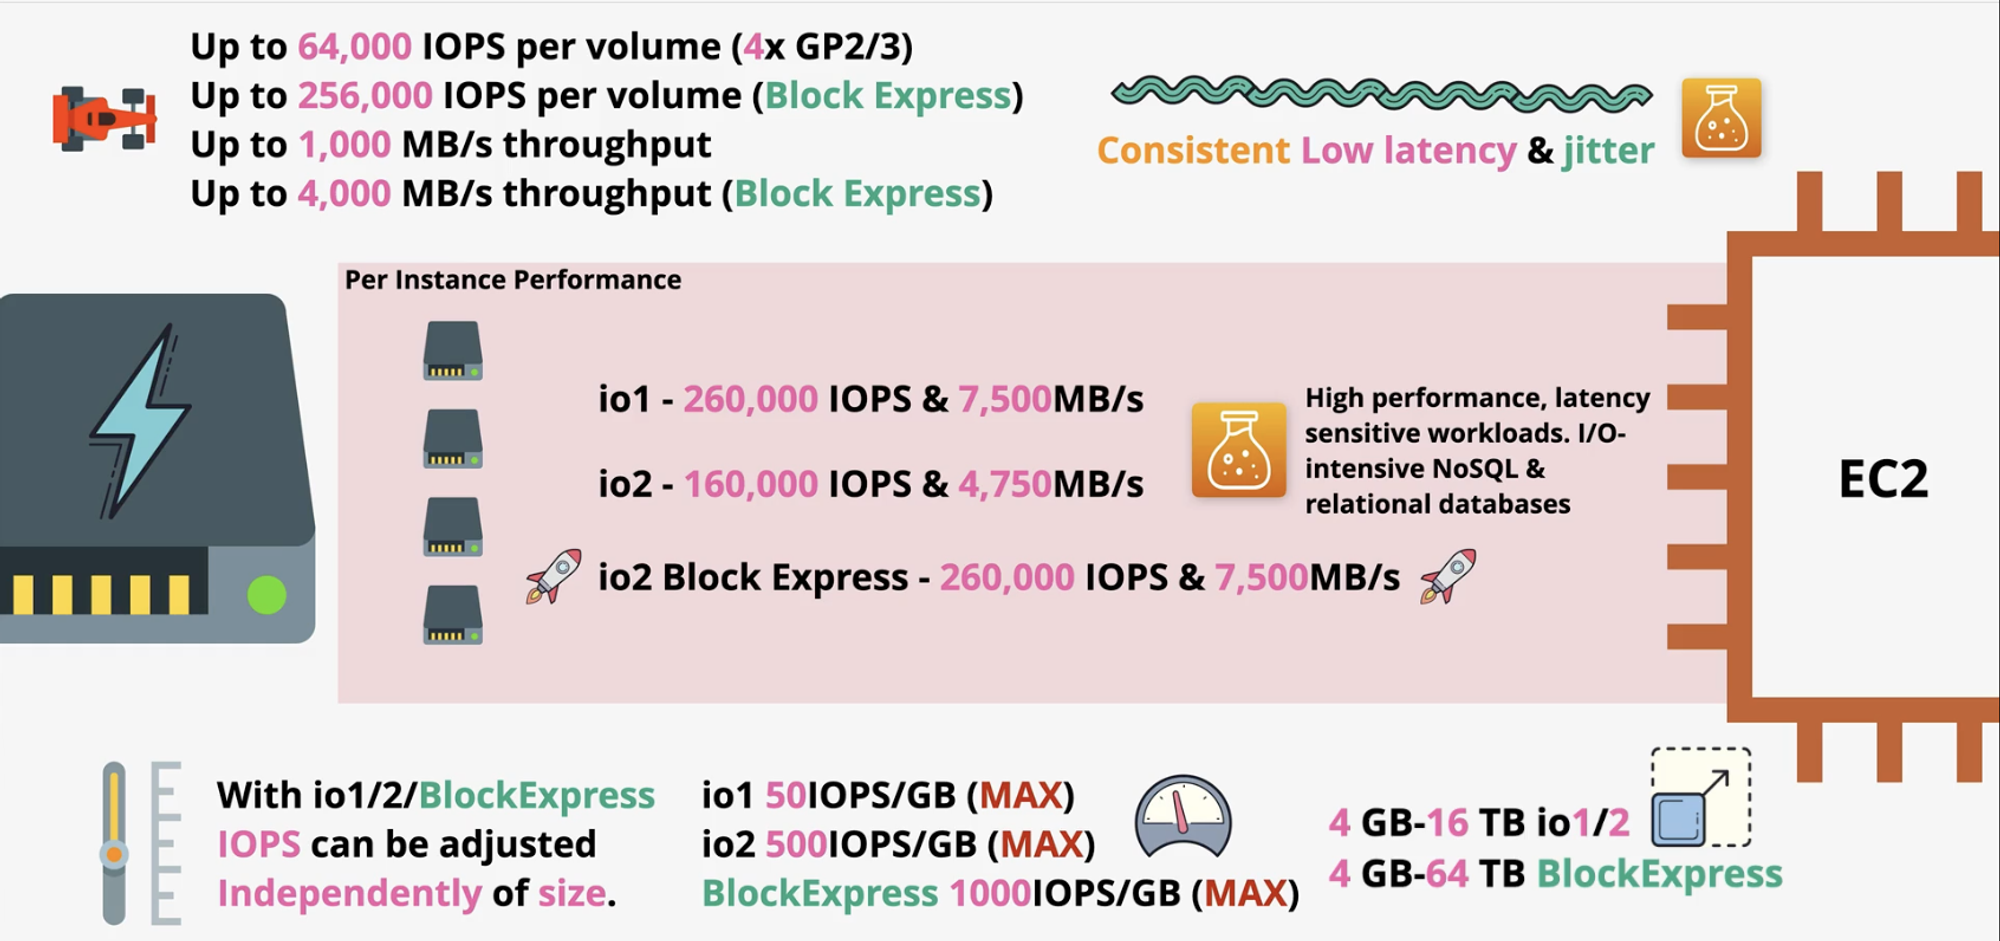 Up to 64,000 IOPS per volume (4x GP2/3)
Up to 256,000 IOPS per volume (Block Express)
Up to 1,000 MB/s throughput
Up to 4,000 MB/s throughput (Block Express)
Consistent Low latency & jitter
Per Instance Performance
io1 - 260,000 IOPS & 7,500MB/s
io2 - 160,000 IOPS & 4,750MB/s
io2 Block Express - 260,000 IOPS & 7,500MB/s
High performance, latency
sensitive workloads. I/O-
intensive NoSQL &
relational databases
EC2
With io1/2/BlockExpress
IOPS can be adjusted
Independently of size.
io1 50IOPS/GB (MAX)
io2 500IOPS/GB (MAX)
BlockExpress 1000IOPS/GB (MAX)
4 GB-16 TB io1/2
4 GB-64 TB BlockExpress